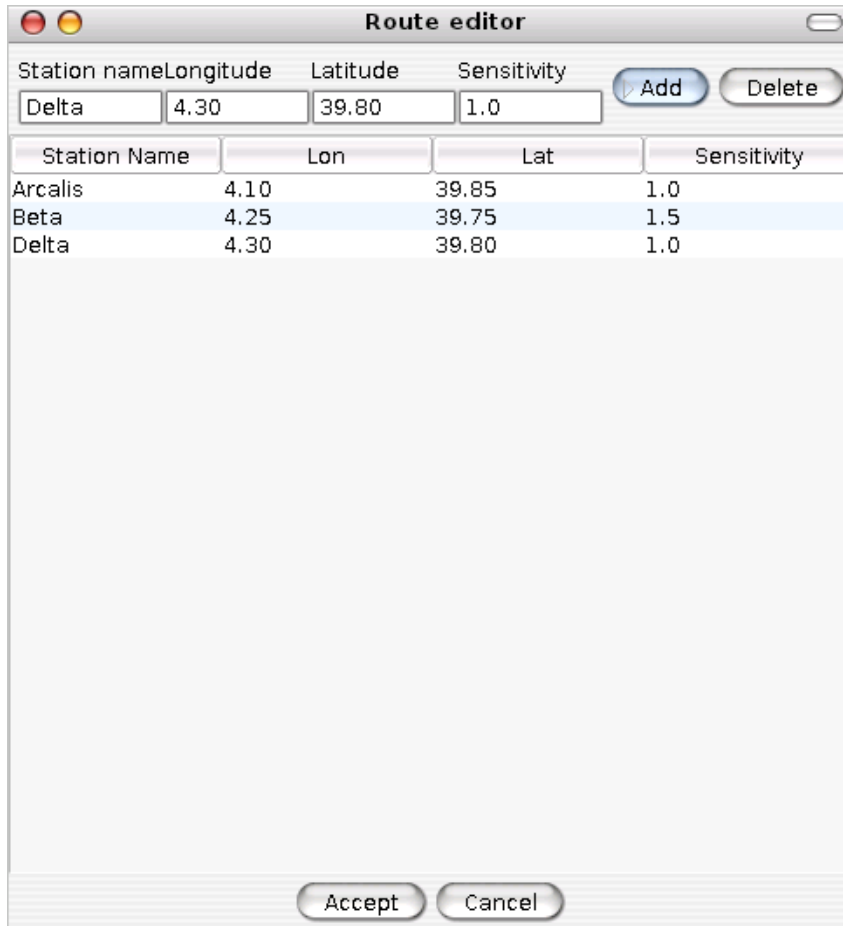 Route editor
Station name Longitude Latitude Sensitivity
Delta 4.30 39.80 1.0 Add Delete
Station Name Lon Lat Sensitivity
Arcalis 4.10 39.85 1.0
Beta 4.25 39.75 1.5
Delta 4.30 39.80 1.0
Accept Cancel